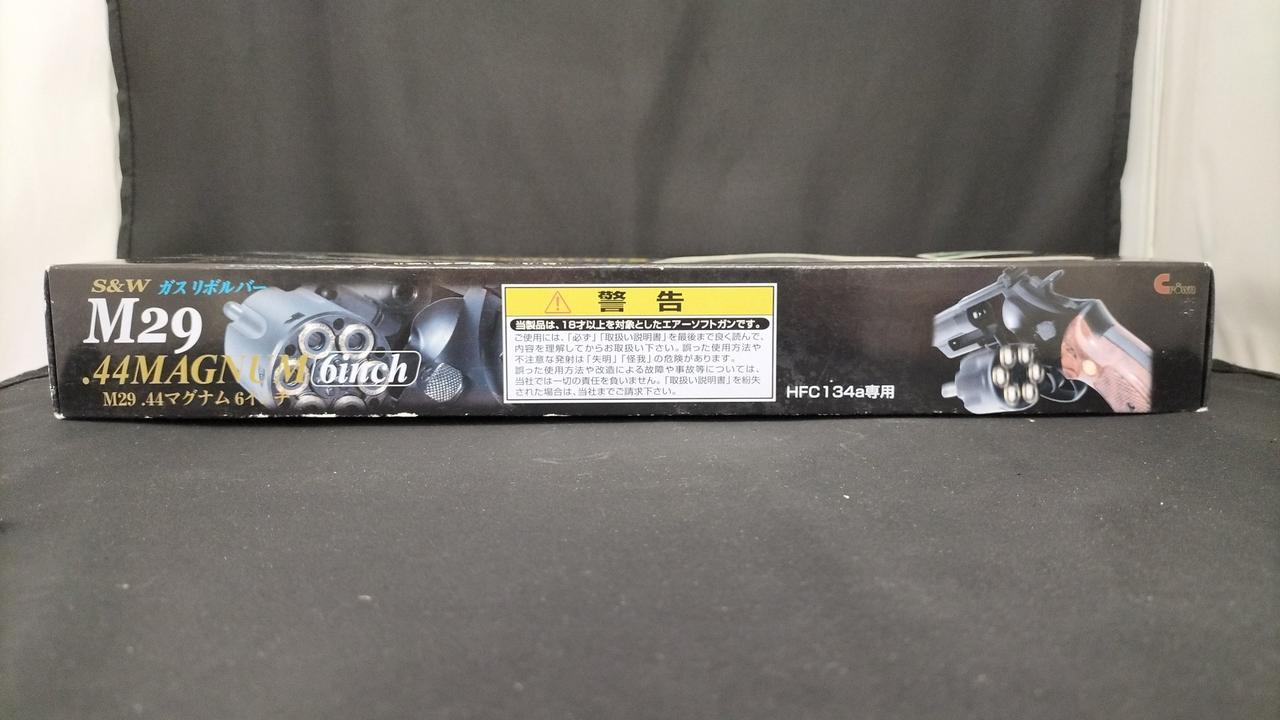 S&W ガスリボルバー
M29
.44MAGNUM 6inch
M29 .44マグナム 6インチ
警告
当製品は、18才以上を対象としたエアーソフトガンです。
ご使用には、「必ず」「取扱い説明書」を最後まで良く読んで、
内容を理解してからお取扱い下さい。誤った使用方法や
不注意な発射は「失明」「怪我」の危険があります。
誤った使用方法や改造による故障や事故等については、
当社では一切の責任を負いません。「取扱い説明書」を紛失
された場合は、当社までご請求下さい。
HFC134a専用
Crown